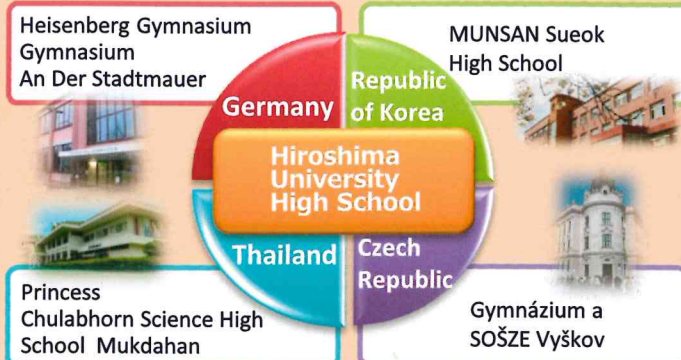 Heisenberg Gymnasium
Gymnasium
An Der Stadtmauer
MUNSAN Sueok
High School
Germany
Republic
of Korea
Hiroshima
University
High School
Thailand
Czech
Republic
Princess
Chulabhorn Science High
School Mukdahan
Gymnázium a
SOŠZE Vyškov